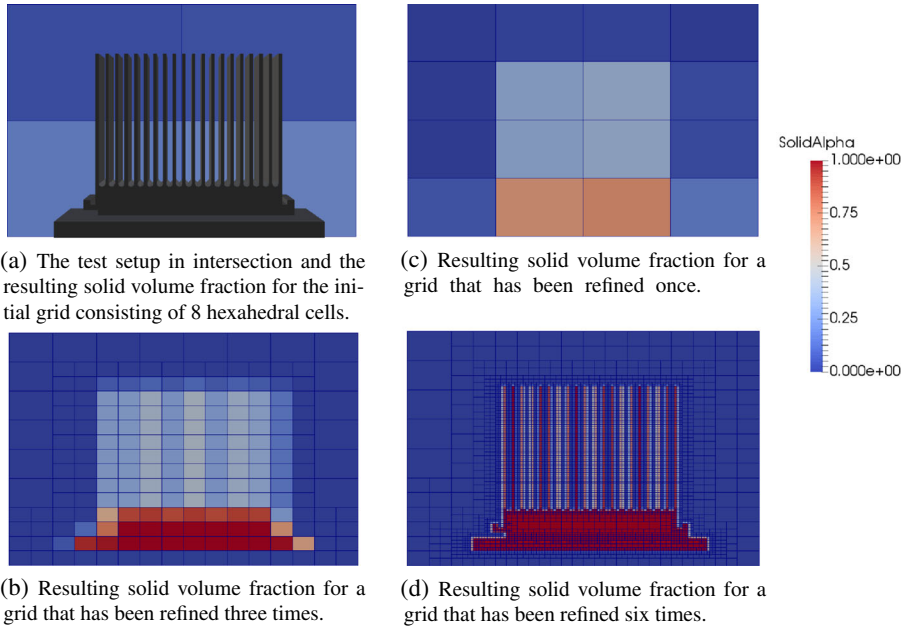 (a) The test setup in intersection and the
resulting solid volume fraction for the ini-
tial grid consisting of 8 hexahedral cells.
(c) Resulting solid volume fraction for a
grid that has been refined once.
SolidAlpha
1.000e+00
0.75
0.5
0.25
0.000e+00
(b) Resulting solid volume fraction for a
grid that has been refined three times.
(d) Resulting solid volume fraction for a
grid that has been refined six times.